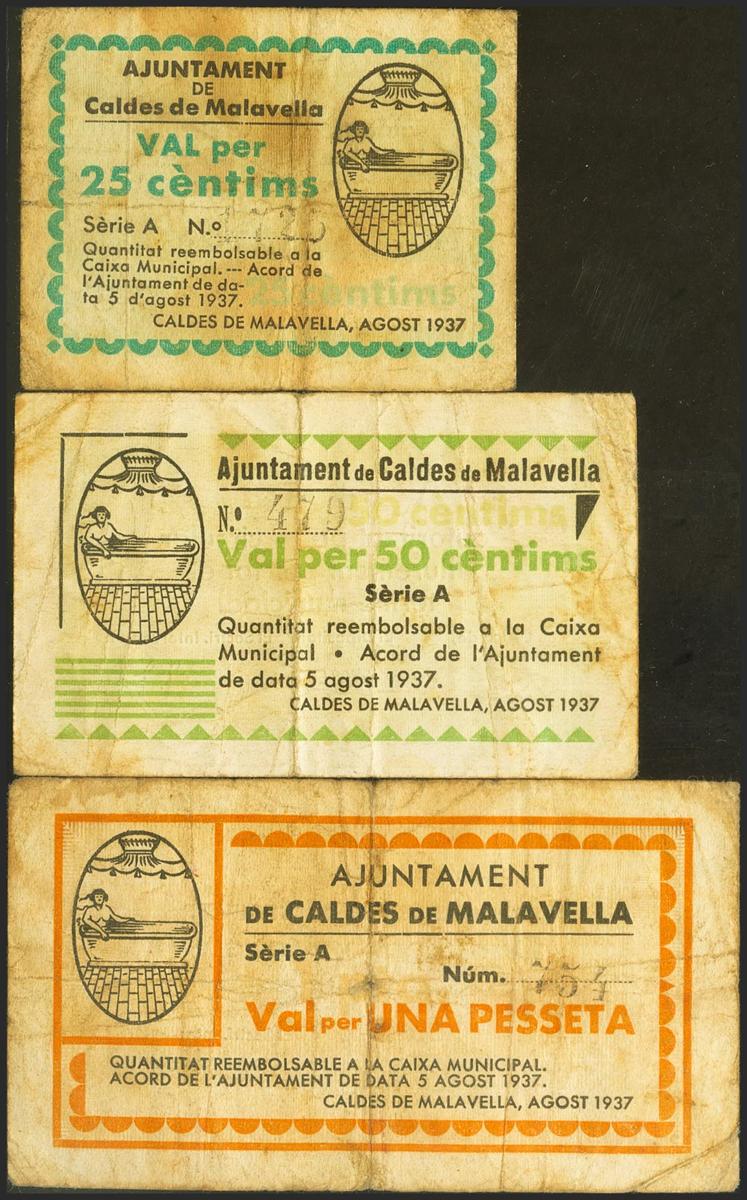 AJUNTAMENT
DE
Caldes de Malavella
VAL per
25 cèntims
Sèrie A N.º
Quantitat reembolsable a la
Caixa Municipal. --- Acord de
l'Ajuntament de da-
ta 5 d'agost 1937.
25 cèntims
CALDES DE MALAVELLA, AGOST 1937
Ajuntament de Caldes de Malavella
N.º 479
50 cèntims
Val per 50 cèntims
Sèrie A
Quantitat reembolsable a la Caixa
Municipal • Acord de l'Ajuntament
de data 5 agost 1937.
CALDES DE MALAVELLA, AGOST 1937
AJUNTAMENT
DE CALDES DE MALAVELLA
Sèrie A
Núm.
Val per UNA PESSETA
QUANTITAT REEMBOLSABLE A LA CAIXA MUNICIPAL.
ACORD DE L'AJUNTAMENT DE DATA 5 AGOST 1937.
CALDES DE MALAVELLA, AGOST 1937